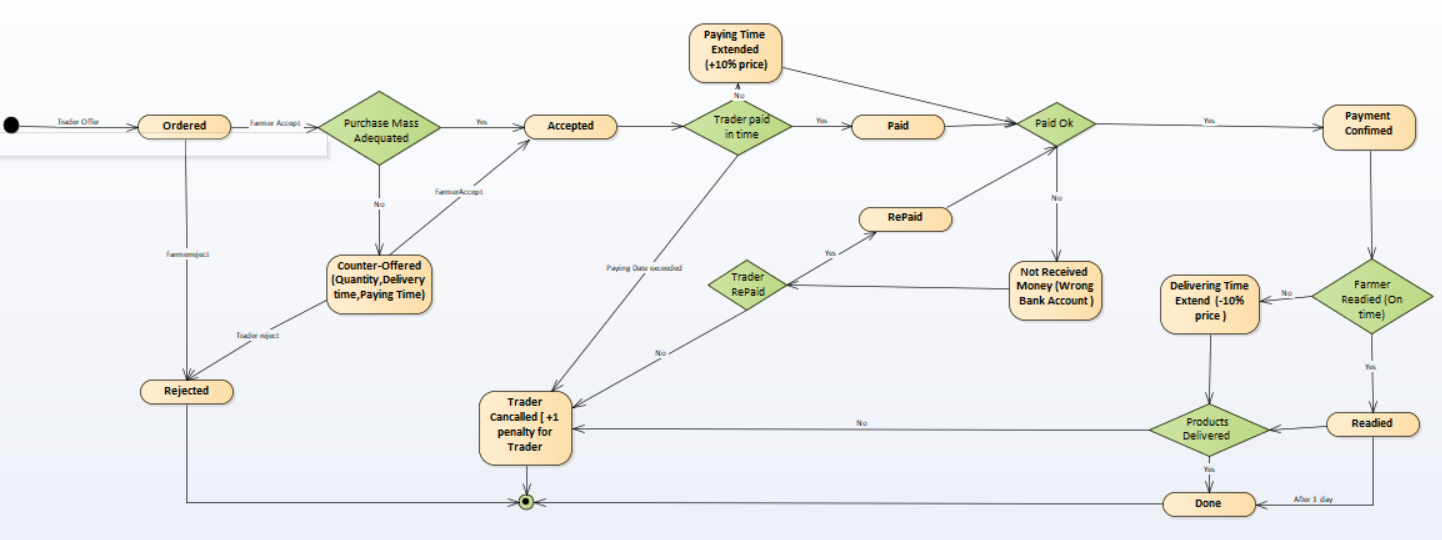 Paying Time
Extended
(+10% price)
No
Trader Offer
Ordered
Farmer Accept
Purchase Mass
Adequated
Yes
Accepted
Trader paid
in time
Yes
Paid
Paid Ok
Yes
Payment
Confimed
No
FarmerAccept
No
RePaid
Farmerreject
Counter-Offered
(Quantity,Delivery
time,Paying Time)
Paying Date exceeded
Yes
Trader
RePaid
Not Received
Money (Wrong
Bank Account )
Delivering Time
Extend (-10%
price )
No
Farmer
Readied (On
time)
Trader reject
No
Yes
Rejected
Trader
Cancalled [ +1
penalty for
Trader
No
Products
Delivered
Readied
Yes
Done
After 1 day